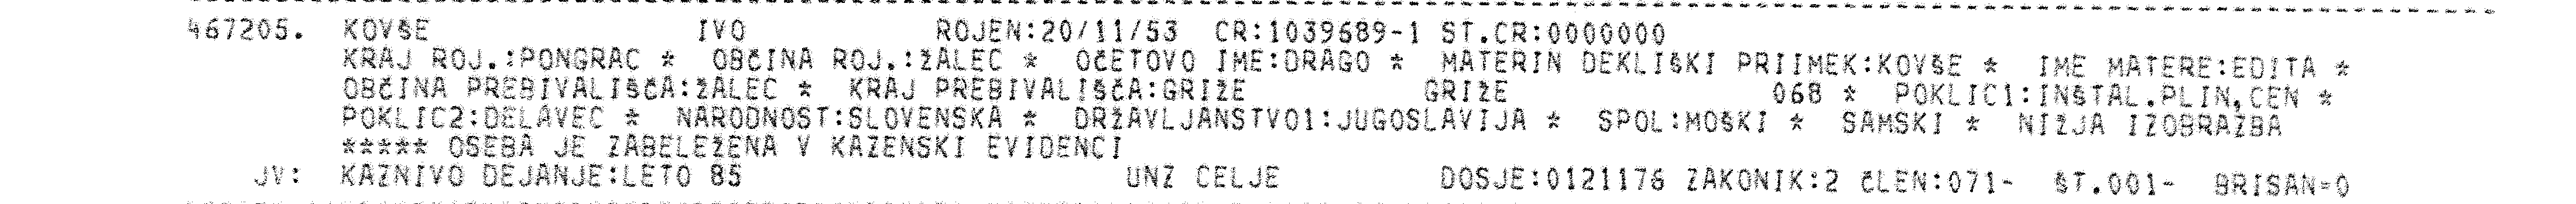 467205. KOVŠE IVO ROJEN:20/11/53 CR:1039689-1 ST.CR:0000000
KRAJ ROJ.:PONGRAC * OBČINA ROJ.:ŽALEC * OČETOVO IME:DRAGO * MATERIN DEKLIŠKI PRIIMEK:KOVŠE * IME MATERE:EDITA *
OBČINA PREBIVALIŠČA:ŽALEC * KRAJ PREBIVALIŠČA:GRIŽE GRIŽE 068 * POKLIC1:INŠTAL.PLIN,CEN *
POKLIC2:DELAVEC * NARODNOST:SLOVENSKA * DRŽAVLJANSTVO1:JUGOSLAVIJA * SPOL:MOŠKI * SAMSKI * NIŽJA IZOBRAZBA
***** OSEBA JE ZABELEŽENA V KAZENSKI EVIDENCI
JV: KAZNIVO DEJANJE:LETO 85 UNZ CELJE DOSJE:0121176 ZAKONIK:2 ČLEN:071- ŠT.001- BRISAN=0